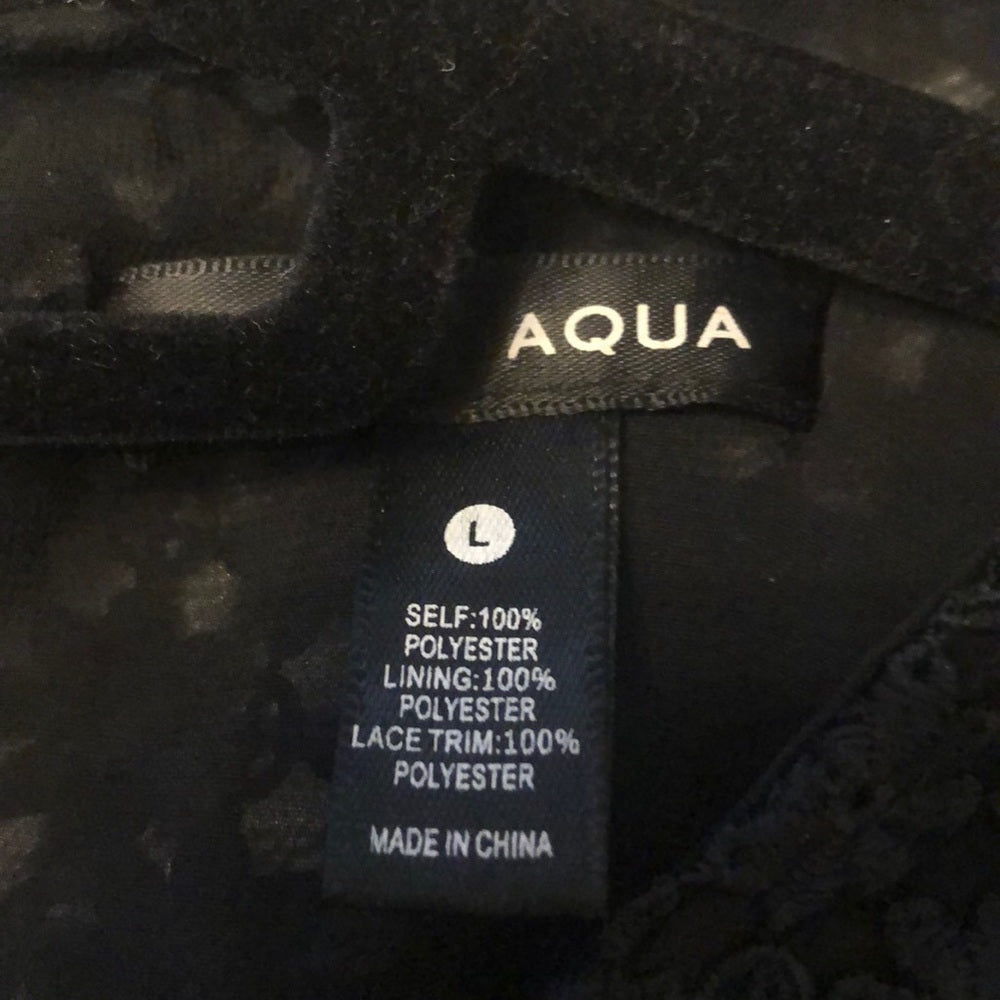 AQUA
L
SELF:100%
POLYESTER
LINING:100%
POLYESTER
LACE TRIM:100%
POLYESTER
MADE IN CHINA